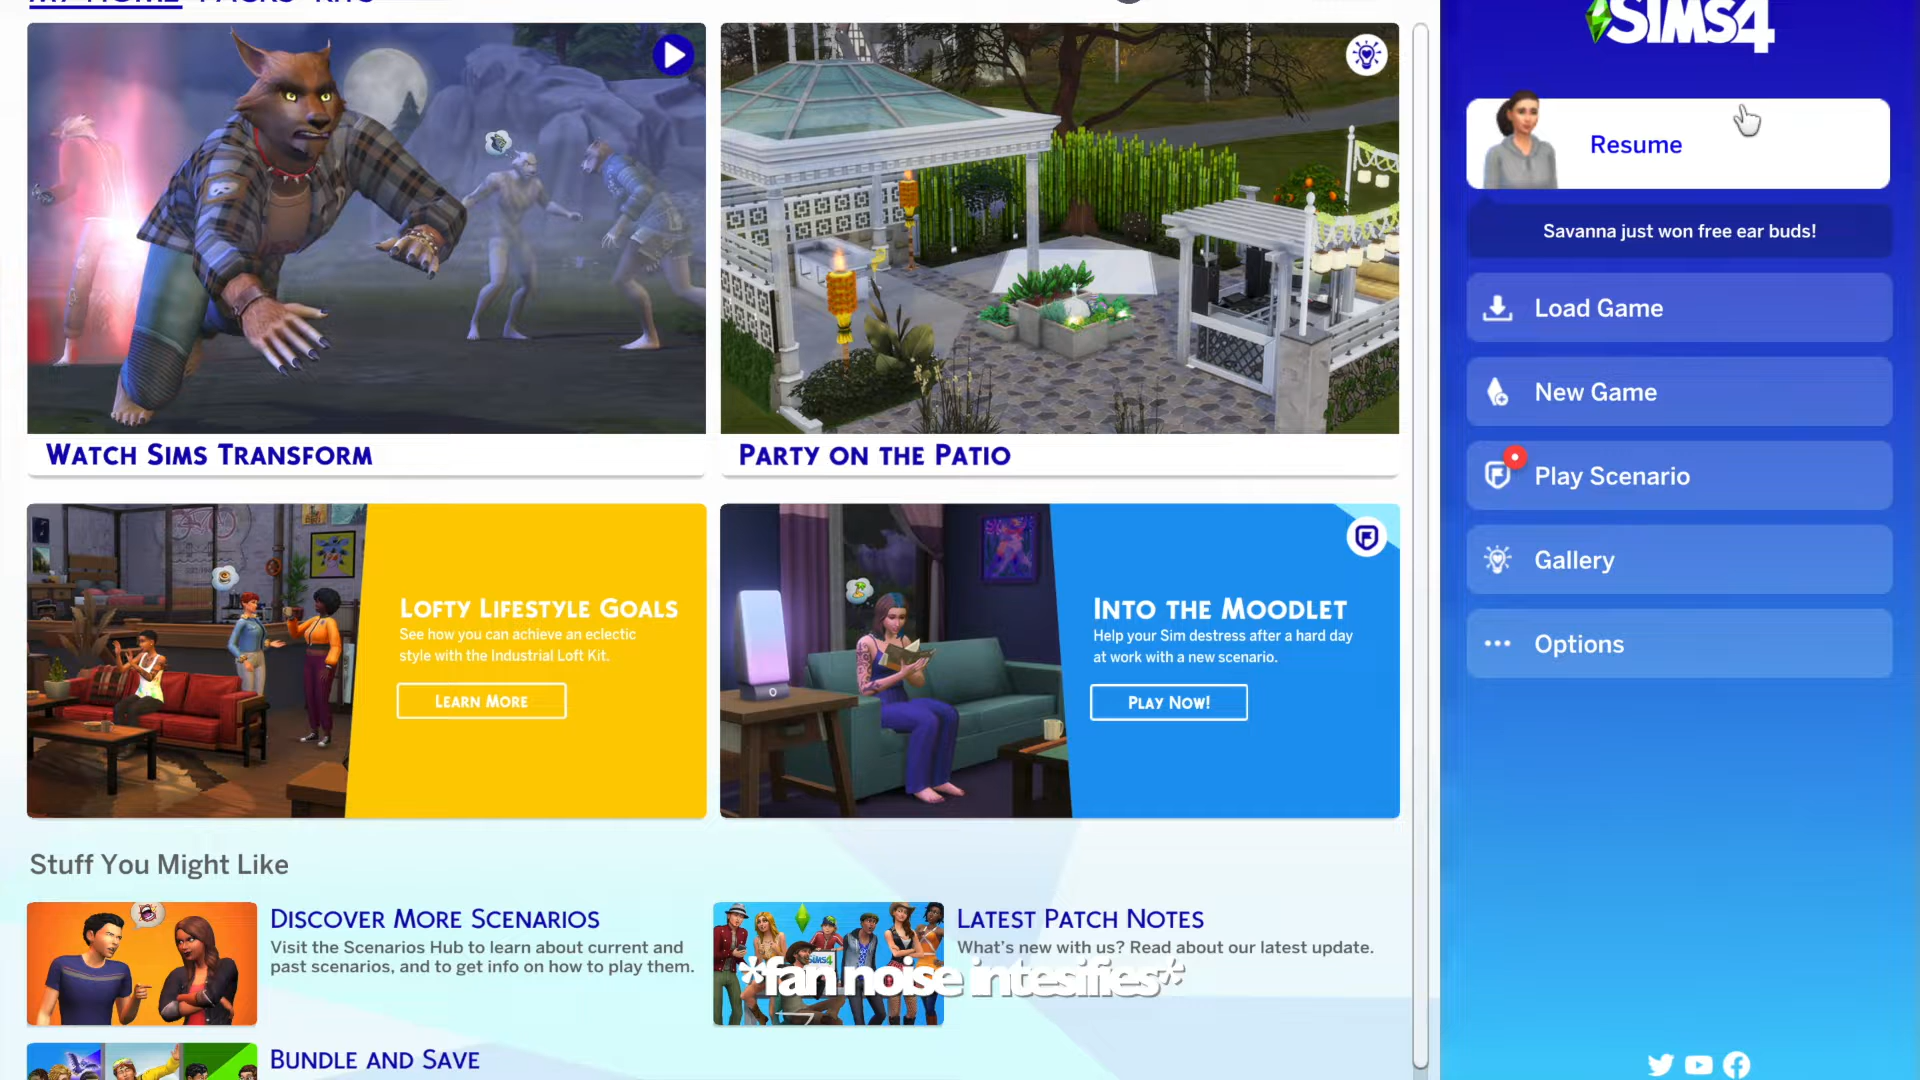 MY HOME PACKS KITS
WATCH SIMS TRANSFORM
PARTY ON THE PATIO
LOFTY LIFESTYLE GOALS
See how you can achieve an eclectic
style with the Industrial Loft Kit.
LEARN MORE
INTO THE MOODLET
Help your Sim destress after a hard day
at work with a new scenario.
PLAY NOW!
Stuff You Might Like
DISCOVER MORE SCENARIOS
Visit the Scenarios Hub to learn about current and
past scenarios, and to get info on how to play them.
LATEST PATCH NOTES
What's new with us? Read about our latest update.
SIMS4
*fan noise intesifies*
BUNDLE AND SAVE
SIMS4
Resume
Savanna just won free ear buds!
Load Game
New Game
Play Scenario
Gallery
Options